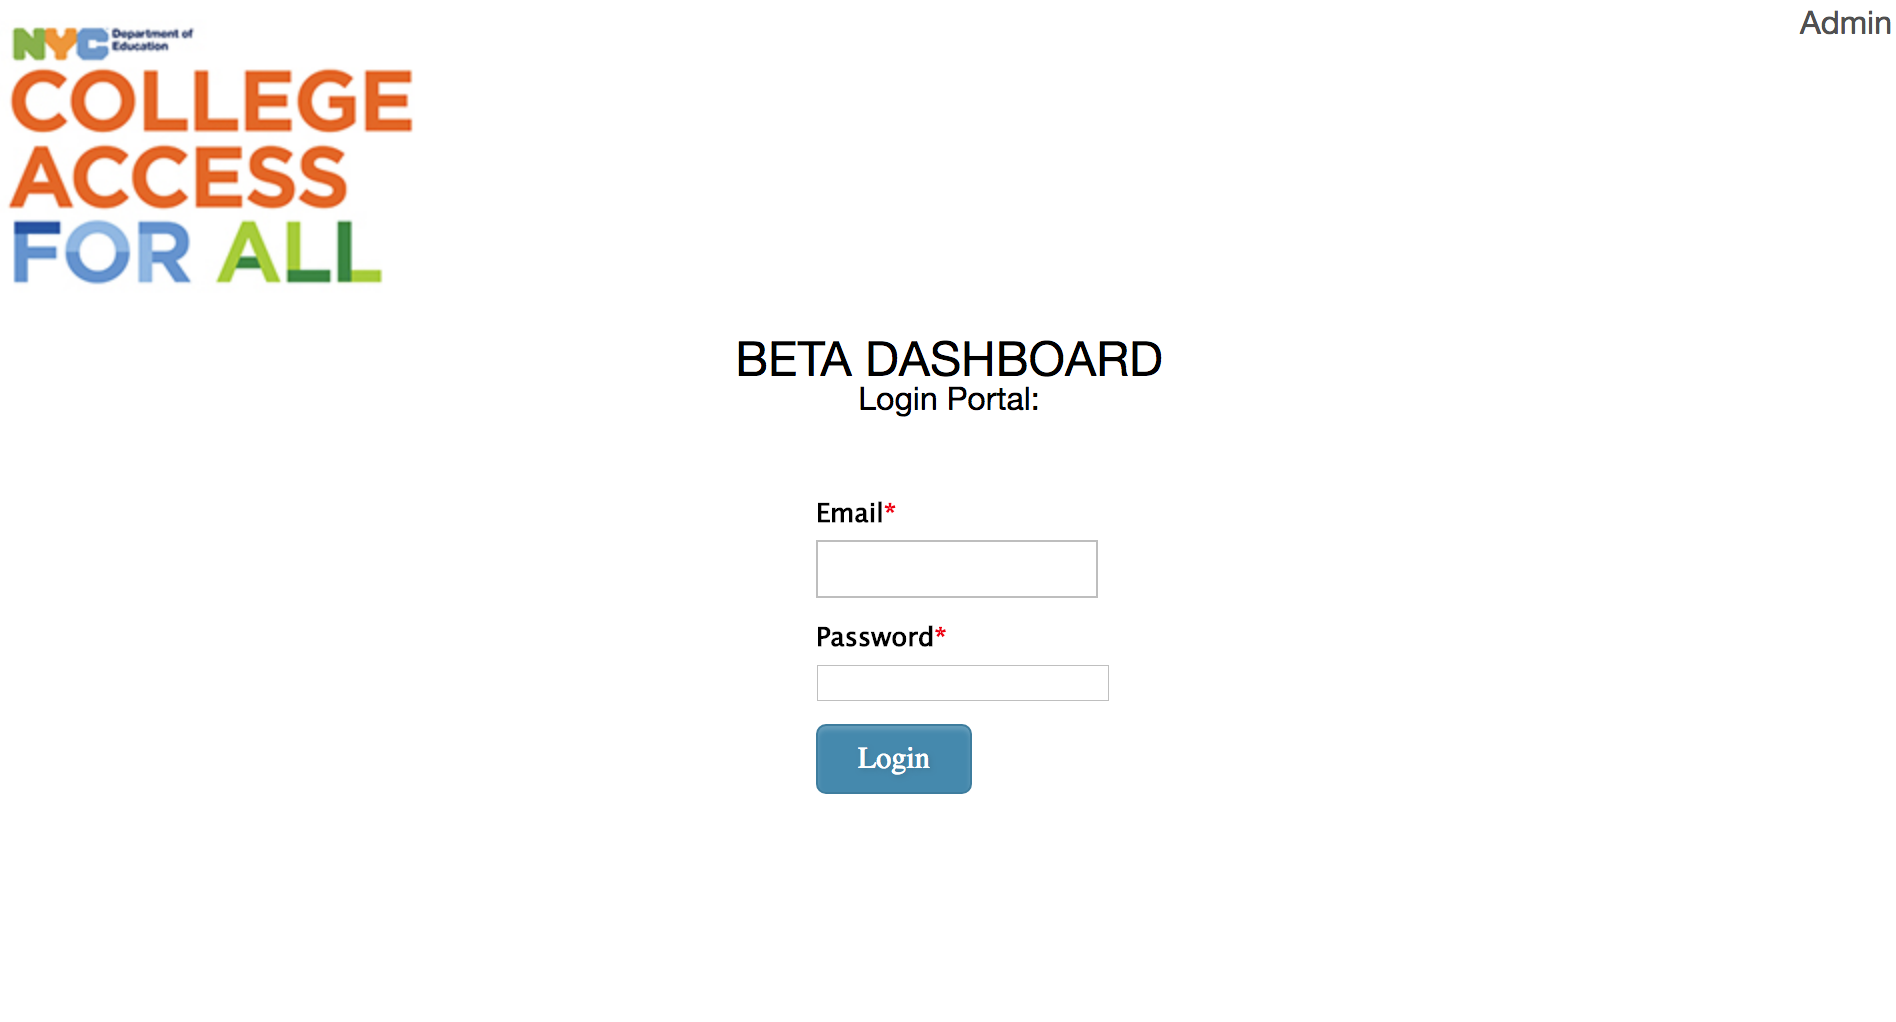 NYC Department of
Education
COLLEGE
ACCESS
FOR ALL
Admin
BETA DASHBOARD
Login Portal:
Email*
Password*
Login